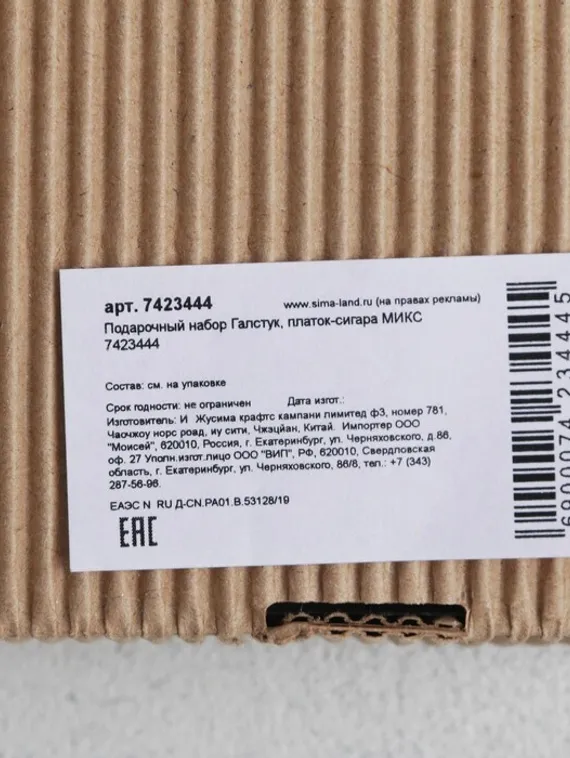 арт. 7423444
www.sima-land.ru (на правах рекламы)
Подарочный набор Галстук, платок-сигара МИКС
7423444
Состав: см. на упаковке
Срок годности: не ограничен Дата изгот.:
Изготовитель: И Жусима крафтс кампани лимитед ф3, номер 781,
Чаочжоу норс роад, иу сити, Чжэцйан, Китай. Импортер ООО
"Моисей", 620010, Россия, г. Екатеринбург, ул. Черняховского, д.86,
оф. 27 Уполн.изгот.лицо ООО "ВИП", РФ, 620010, Свердловская
область, г. Екатеринбург, ул. Черняховского, 86/8, тел.: +7 (343)
287-56-96.
ЕАЭС N RU Д-CN.РА01.В.53128/19
EAC
6900074234445